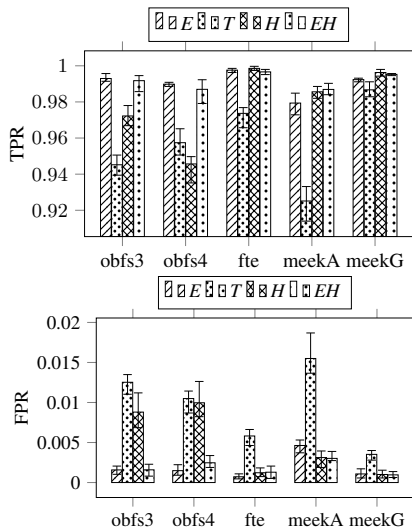 E T H EH
1
0.98
0.96
0.94
0.92
TPR
obfs3 obfs4 fte meekA meekG
E T H EH
0.02
0.015
0.01
0.005
0
FPR
obfs3 obfs4 fte meekA meekG